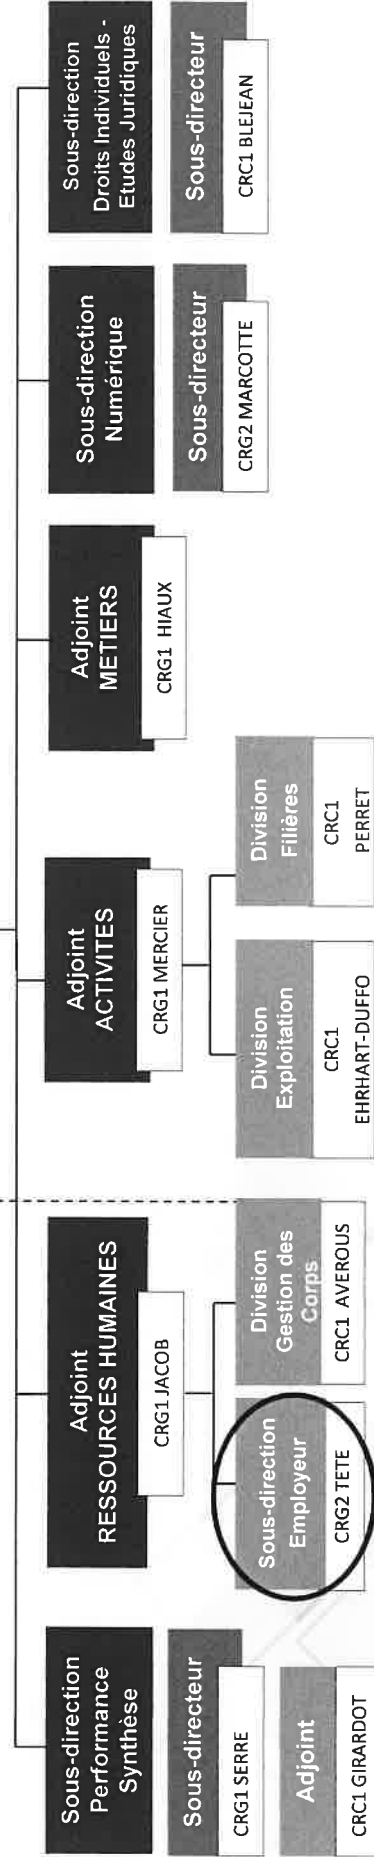 Sous-direction
Performance
Synthèse
Sous-directeur
CRG1 SERRE
Adjoint
CRC1 GIRARDOT
Adjoint
RESSOURCES HUMAINES
CRG1 JACOB
Sous-direction
Employeur
CRG2 TETE
Division
Gestion des
Corps
CRC1 AVEROUS
Adjoint
ACTIVITES
CRG1 MERCIER
Division
Exploitation
CRC1
EHRHART-DUFFO
Division
Filières
CRC1
PERRET
Adjoint
METIERS
CRG1 HIAUX
Sous-direction
Numérique
Sous-directeur
CRG2 MARCOTTE
Sous-direction
Droits Individuels -
Etudes Juridiques
Sous-directeur
CRC1 BLEJEAN